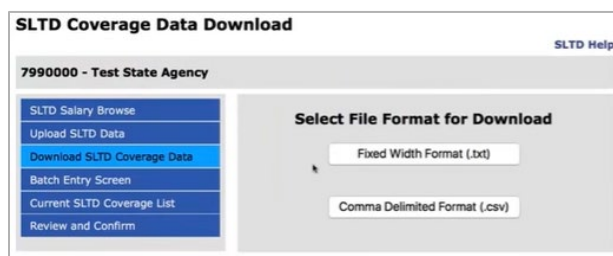 SLTD Coverage Data Download
SLTD Help
7990000 - Test State Agency
SLTD Salary Browse
Upload SLTD Data
Download SLTD Coverage Data
Batch Entry Screen
Current SLTD Coverage List
Review and Confirm
Select File Format for Download
Fixed Width Format (.txt)
Comma Delimited Format (.csv)